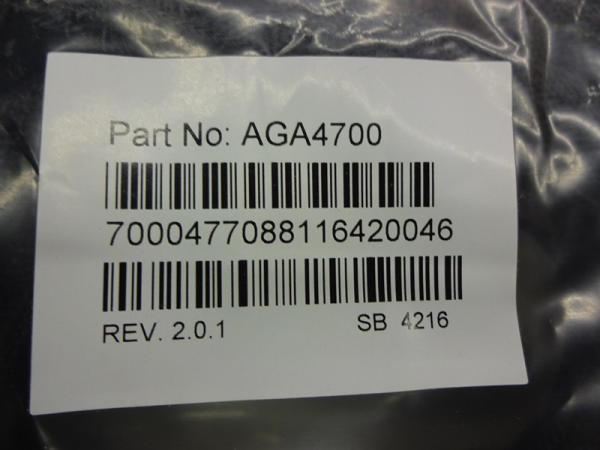 Part No: AGA4700
7000477088116420046
REV. 2.0.1 SB 4216